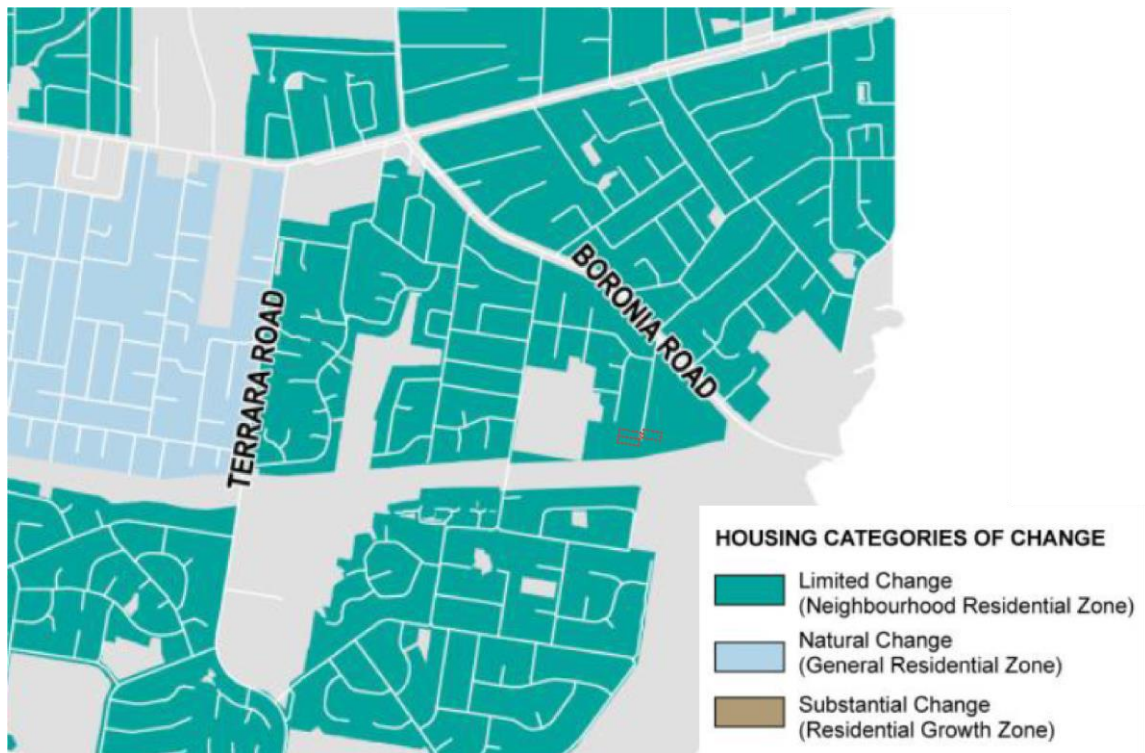 BORONIA ROAD
TERRARA ROAD
HOUSING CATEGORIES OF CHANGE
Limited Change
(Neighbourhood Residential Zone)
Natural Change
(General Residential Zone)
Substantial Change
(Residential Growth Zone)